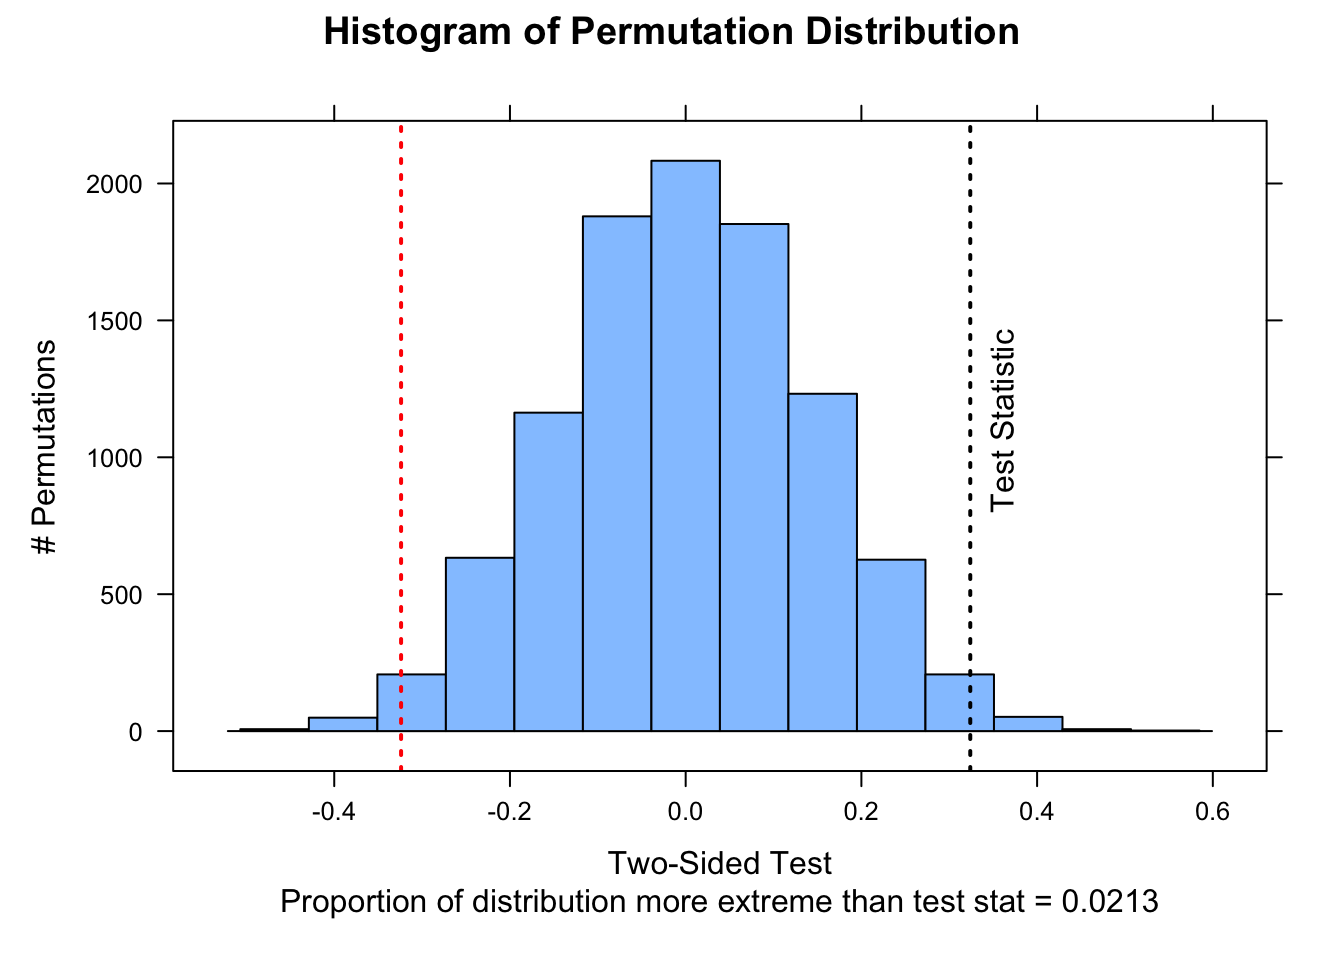 Histogram of Permutation Distribution
# Permutations
2000
1500
1000
500
0
Test Statistic
-0.4
-0.2
0.0
0.2
0.4
0.6
Two-Sided Test
Proportion of distribution more extreme than test stat = 0.0213